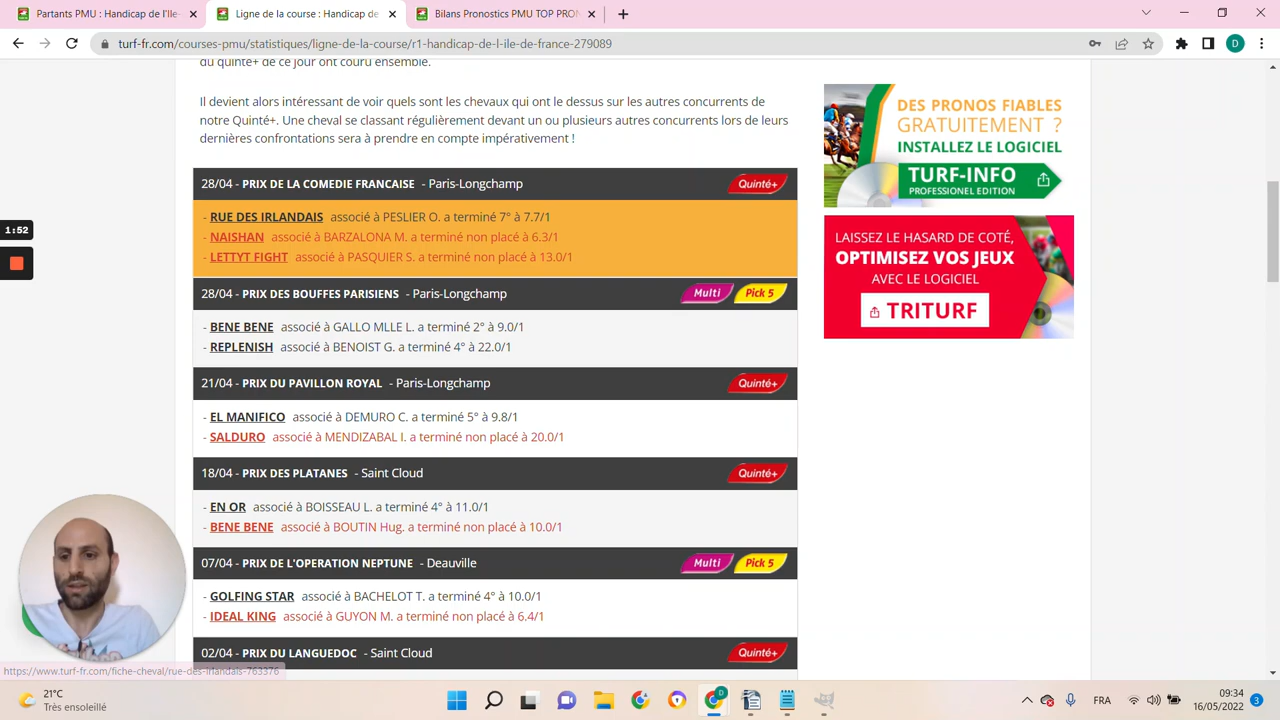 Partants PMU : Handicap de l'Ile-
Ligne de la course : Handicap de
Bilans Pronostics PMU TOP PRON
turf-fr.com/courses-pmu/statistiques/ligne-de-la-course/r1-handicap-de-l-ile-de-france-279089
D
du quinté+ de ce jour ont couru ensemble.
Il devient alors intéressant de voir quels sont les chevaux qui ont le dessus sur les autres concurrents de
notre Quinté+. Une cheval se classant régulièrement devant un ou plusieurs autres concurrents lors de leurs
dernières confrontations sera à prendre en compte impérativement !
28/04 - PRIX DE LA COMEDIE FRANCAISE - Paris-Longchamp Quinté+
- RUE DES IRLANDAIS associé à PESLIER O. a terminé 7° à 7.7/1
- NAISHAN associé à BARZALONA M. a terminé non placé à 6.3/1
- LETTYT FIGHT associé à PASQUIER S. a terminé non placé à 13.0/1
28/04 - PRIX DES BOUFFES PARISIENS - Paris-Longchamp Multi Pick 5
- BENE BENE associé à GALLO MLLE L. a terminé 2° à 9.0/1
- REPLENISH associé à BENOIST G. a terminé 4° à 22.0/1
21/04 - PRIX DU PAVILLON ROYAL - Paris-Longchamp Quinté+
- EL MANIFICO associé à DEMURO C. a terminé 5° à 9.8/1
- SALDURO associé à MENDIZABAL I. a terminé non placé à 20.0/1
18/04 - PRIX DES PLATANES - Saint Cloud Quinté+
- EN OR associé à BOISSEAU L. a terminé 4° à 11.0/1
- BENE BENE associé à BOUTIN Hug. a terminé non placé à 10.0/1
07/04 - PRIX DE L'OPERATION NEPTUNE - Deauville Multi Pick 5
- GOLFING STAR associé à BACHELOT T. a terminé 4° à 10.0/1
- IDEAL KING associé à GUYON M. a terminé non placé à 6.4/1
02/04 - PRIX DU LANGUEDOC - Saint Cloud Quinté+
DES PRONOS FIABLES
GRATUITEMENT ?
INSTALLEZ LE LOGICIEL
TURF-INFO
PROFESSIONEL EDITION
LAISSEZ LE HASARD DE COTÉ,
OPTIMISEZ VOS JEUX
AVEC LE LOGICIEL
TRITURF
1:52
https://www.turf-fr.com/fiche-cheval/rue-des-irlandais-763376
21°C
Très ensoleillé
D
FRA
09:34
16/05/2022
3